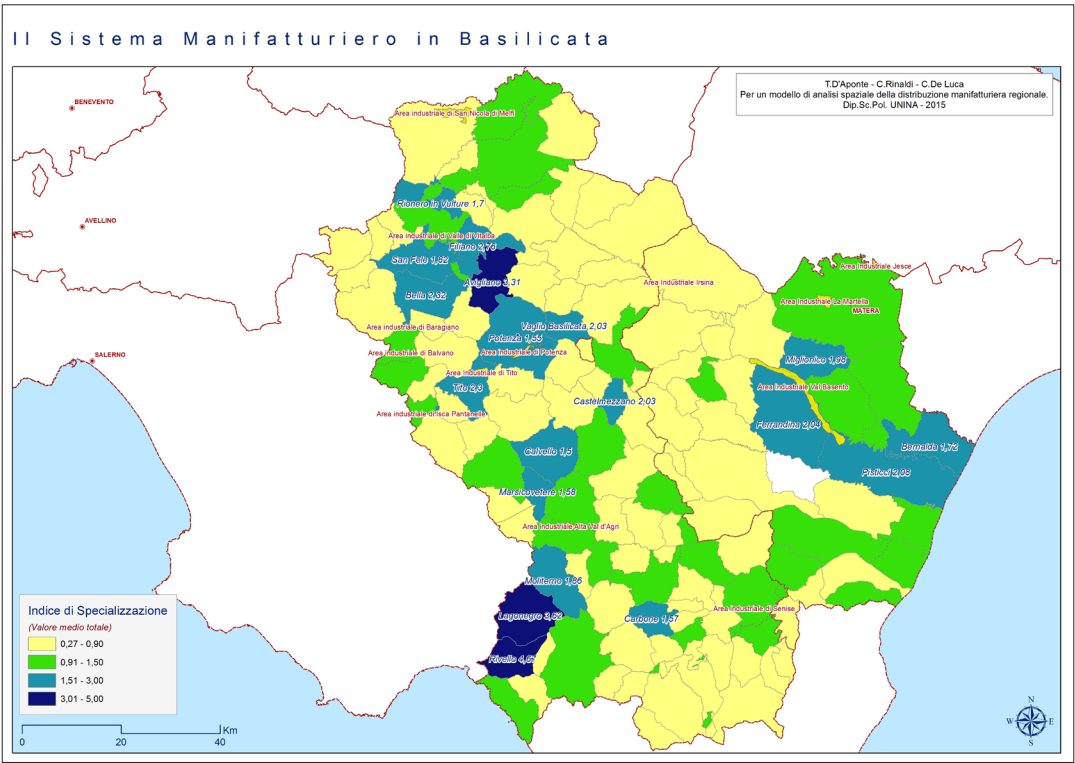 Il Sistema Manifatturiero in Basilicata
T.D'Aponte - C.Rinaldi - C.De Luca
Per un modello di analisi spaziale della distribuzione manifatturiera regionale.
Dip.Sc.Pol. UNINA - 2015
BENEVENTO
Area industriale di San Nicola di Melfi
Rionero in Vulture 1,7
AVELLINO
Area industriale di Valle di Vitalba
Filiano 2,76
San Fele 1,82
Area Industriale Jesce
Avigliano 3,31
Area Industriale Irsina
Bella 2,32
Area Industriale La Martella
MATERA
Area industriale di Baragiano
Vaglio Basilicata 2,03
Potenza 1,55
Area industriale di Balvano
Area industriale di Potenza
SALERNO
Miglionico 1,98
Area Industriale di Tito
Tito 2,3
Area Industriale Val Basento
Castelmezzano 2,03
Area industriale di Isca Pantanelle
Ferrandina 2,94
Calvello 1,5
Bernalda 1,72
Pisticci 2,08
Marsicovetere 1,58
Area Industriale Alta Val d'Agri
Moliterno 1,86
Area industriale di Senise
Lagonegro 3,62
Carbone 1,57
Rivello 4,67
Indice di Specializzazione
(Valore medio totale)
0,27 - 0,90
0,91 - 1,50
1,51 - 3,00
3,01 - 5,00
Km
0 20 40
N
W E
S